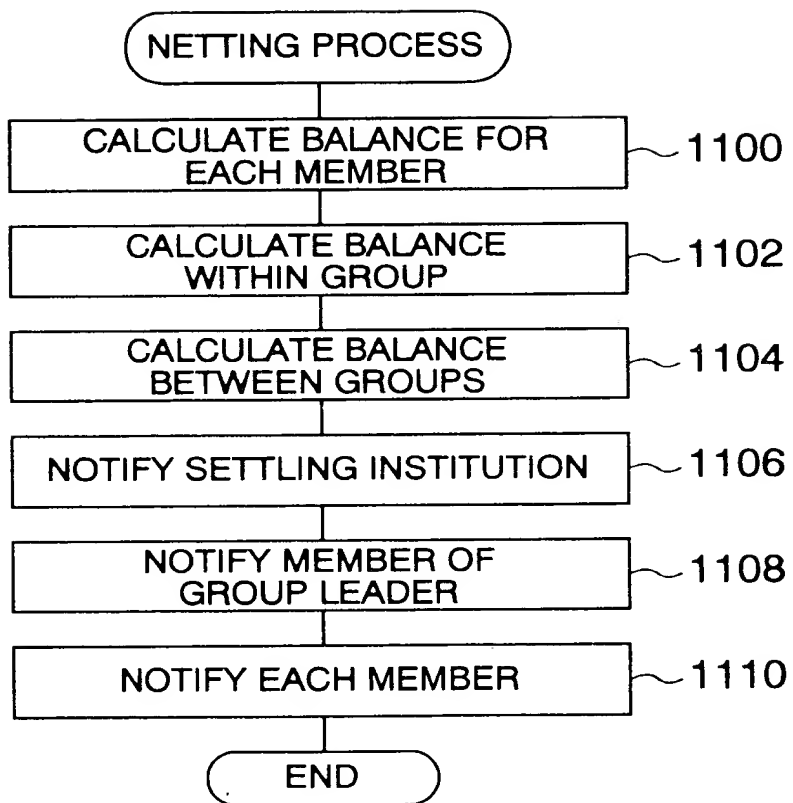 NETTING PROCESS
CALCULATE BALANCE FOR
EACH MEMBER
1100
CALCULATE BALANCE
WITHIN GROUP
1102
CALCULATE BALANCE
BETWEEN GROUPS
1104
NOTIFY SETTLING INSTITUTION
1106
NOTIFY MEMBER OF
GROUP LEADER
1108
NOTIFY EACH MEMBER
1110
END